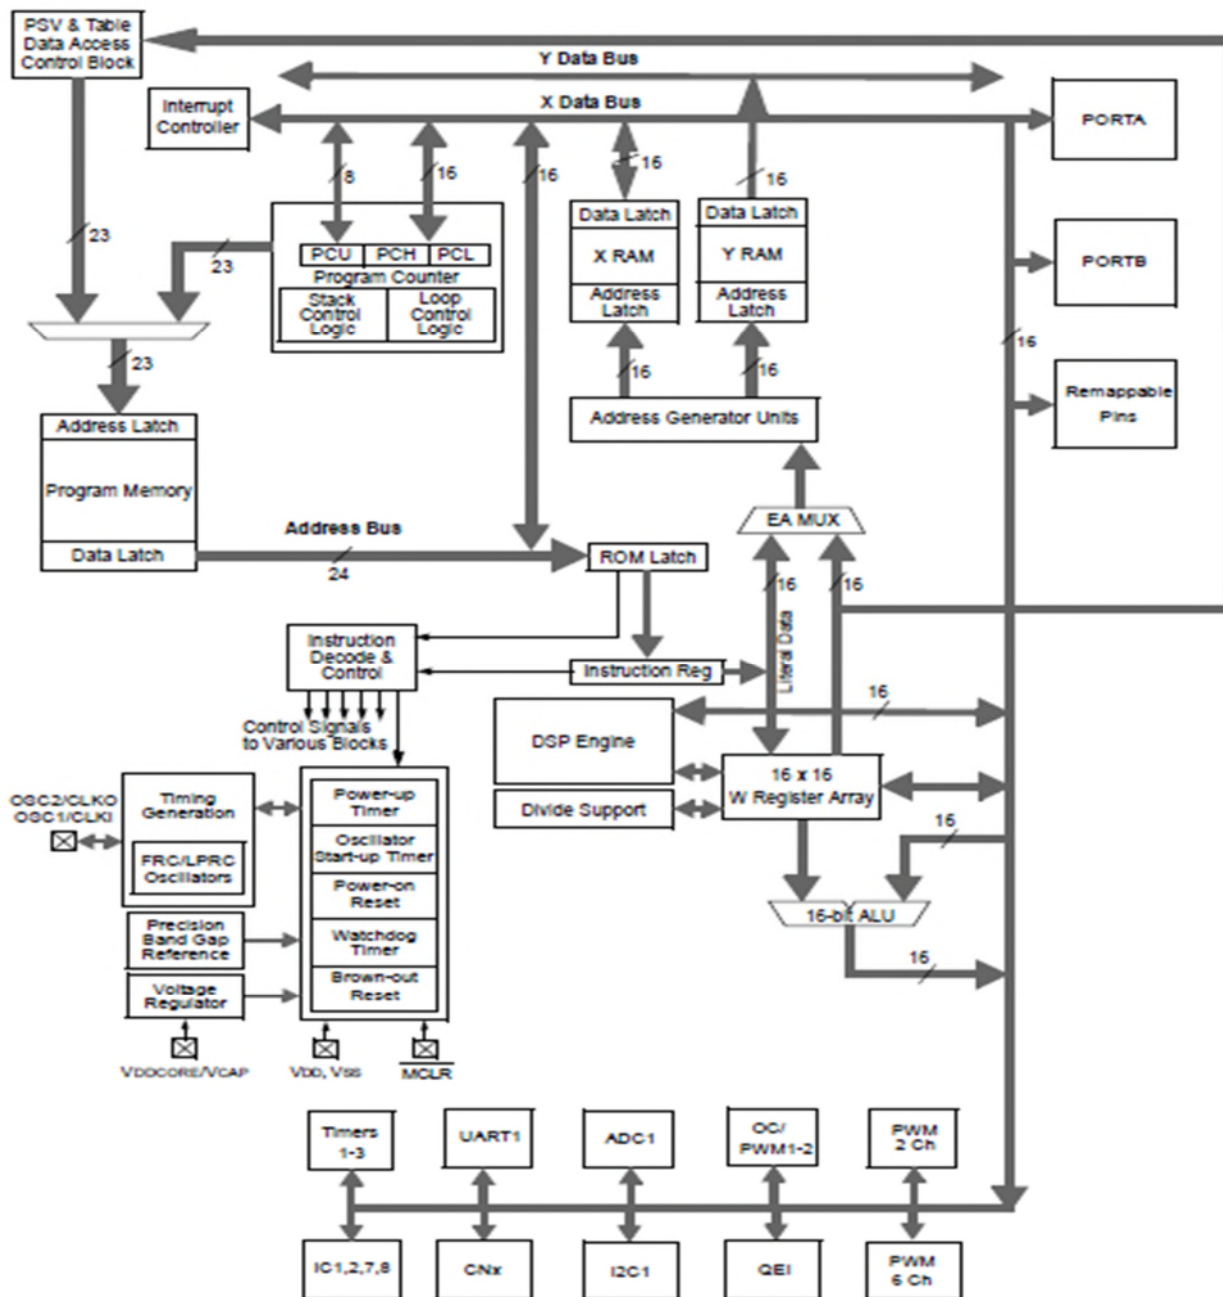 PSV & Table
Data Access
Control Block
Y Data Bus
X Data Bus
Interrupt
Controller
PORTA
8
16
16
16
16
Data Latch
X RAM
Address
Latch
Data Latch
Y RAM
Address
Latch
23
23
PCU
PCH
PCL
Program Counter
Stack
Control
Logic
Loop
Control
Logic
PORTB
16
23
16
16
Remappable
Pins
Address Generator Units
Address Latch
Program Memory
Data Latch
EA MUX
Address Bus
24
ROM Latch
16
16
Literal Data
Instruction
Decode &
Control
Instruction Reg
Control Signals
to Various Blocks
16
DSP Engine
16 x 16
W Register Array
Divide Support
OSC2/CLKO
OSC1/CLKI
Timing
Generation
FRC/LPRC
Oscillators
Power-up
Timer
Oscillator
Start-up Timer
Power-on
Reset
Watchdog
Timer
Brown-out
Reset
16
16-bit ALU
16
Precision
Band Gap
Reference
Voltage
Regulator
VDDCORE/VCAP
VDD, VSS
MCLR
Timers
1-3
UART1
ADC1
OC/
PWM1-2
PWM
2 Ch
IC1,2,7,8
CNx
I2C1
QEI
PWM
6 Ch